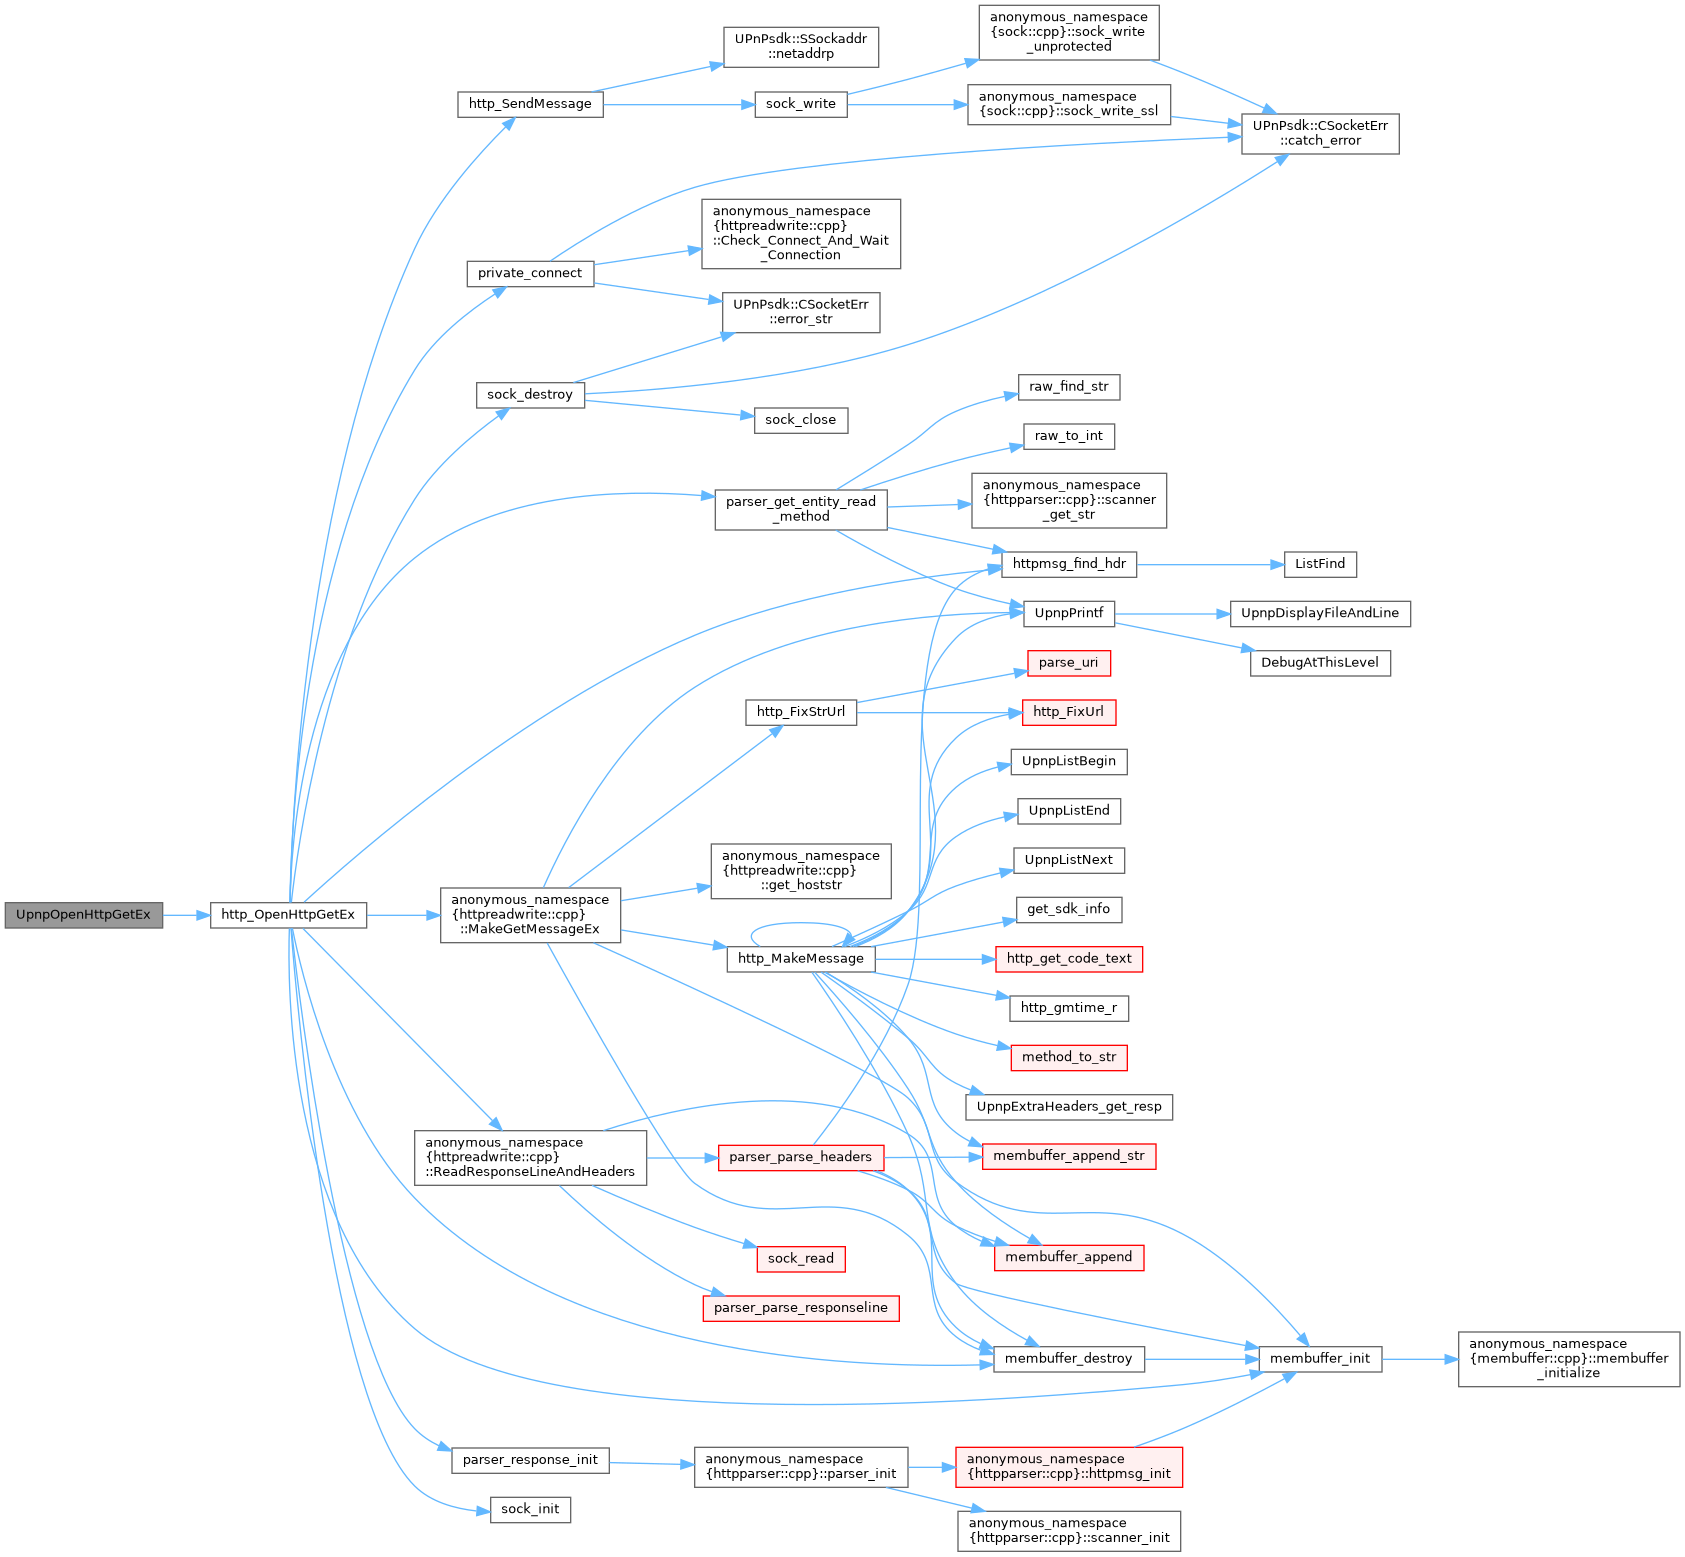 UpnpOpenHttpGetEx
http_OpenHttpGetEx
http_SendMessage
private_connect
sock_destroy
anonymous_namespace
{httpreadwrite::cpp}
::MakeGetMessageEx
anonymous_namespace
{httpreadwrite::cpp}
::ReadResponseLineAndHeaders
parser_response_init
sock_init
UPnPsdk::SSockaddr
::netaddrp
sock_write
anonymous_namespace
{httpreadwrite::cpp}
::Check_Connect_And_Wait
_Connection
UPnPsdk::CSocketErr
::error_str
sock_close
parser_get_entity_read
_method
http_FixStrUrl
anonymous_namespace
{httpreadwrite::cpp}
::get_hoststr
http_MakeMessage
parser_parse_headers
sock_read
parser_parse_responseline
anonymous_namespace
{httpparser::cpp}::parser_init
anonymous_namespace
{sock::cpp}::sock_write
_unprotected
anonymous_namespace
{sock::cpp}::sock_write_ssl
raw_find_str
raw_to_int
anonymous_namespace
{httpparser::cpp}::scanner
_get_str
httpmsg_find_hdr
UpnpPrintf
parse_uri
http_FixUrl
UpnpListBegin
UpnpListEnd
UpnpListNext
get_sdk_info
http_get_code_text
http_gmtime_r
method_to_str
UpnpExtraHeaders_get_resp
membuffer_append_str
membuffer_append
membuffer_destroy
anonymous_namespace
{httpparser::cpp}::httpmsg_init
anonymous_namespace
{httpparser::cpp}::scanner_init
UPnPsdk::CSocketErr
::catch_error
ListFind
UpnpDisplayFileAndLine
DebugAtThisLevel
membuffer_init
anonymous_namespace
{membuffer::cpp}::membuffer
_initialize